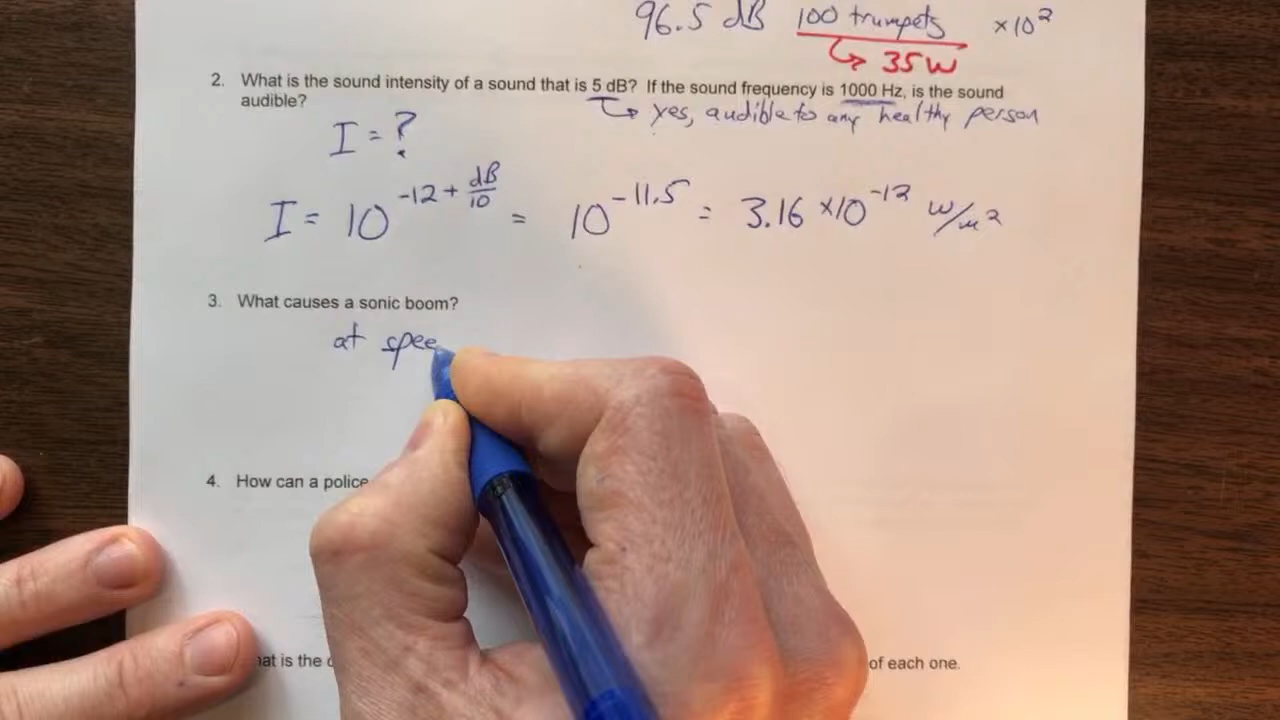 96.5 dB 100 trumpets ×10²
↳ 35W
2. What is the sound intensity of a sound that is 5 dB? If the sound frequency is 1000 Hz, is the sound
audible?
↳ yes, audible to any healthy person
I = ?
I = 10^(-12 + dB/10) = 10^(-11.5) = 3.16 ×10^(-12) W/m²
3. What causes a sonic boom?
at spee
4. How can a police
hat is the of each one.